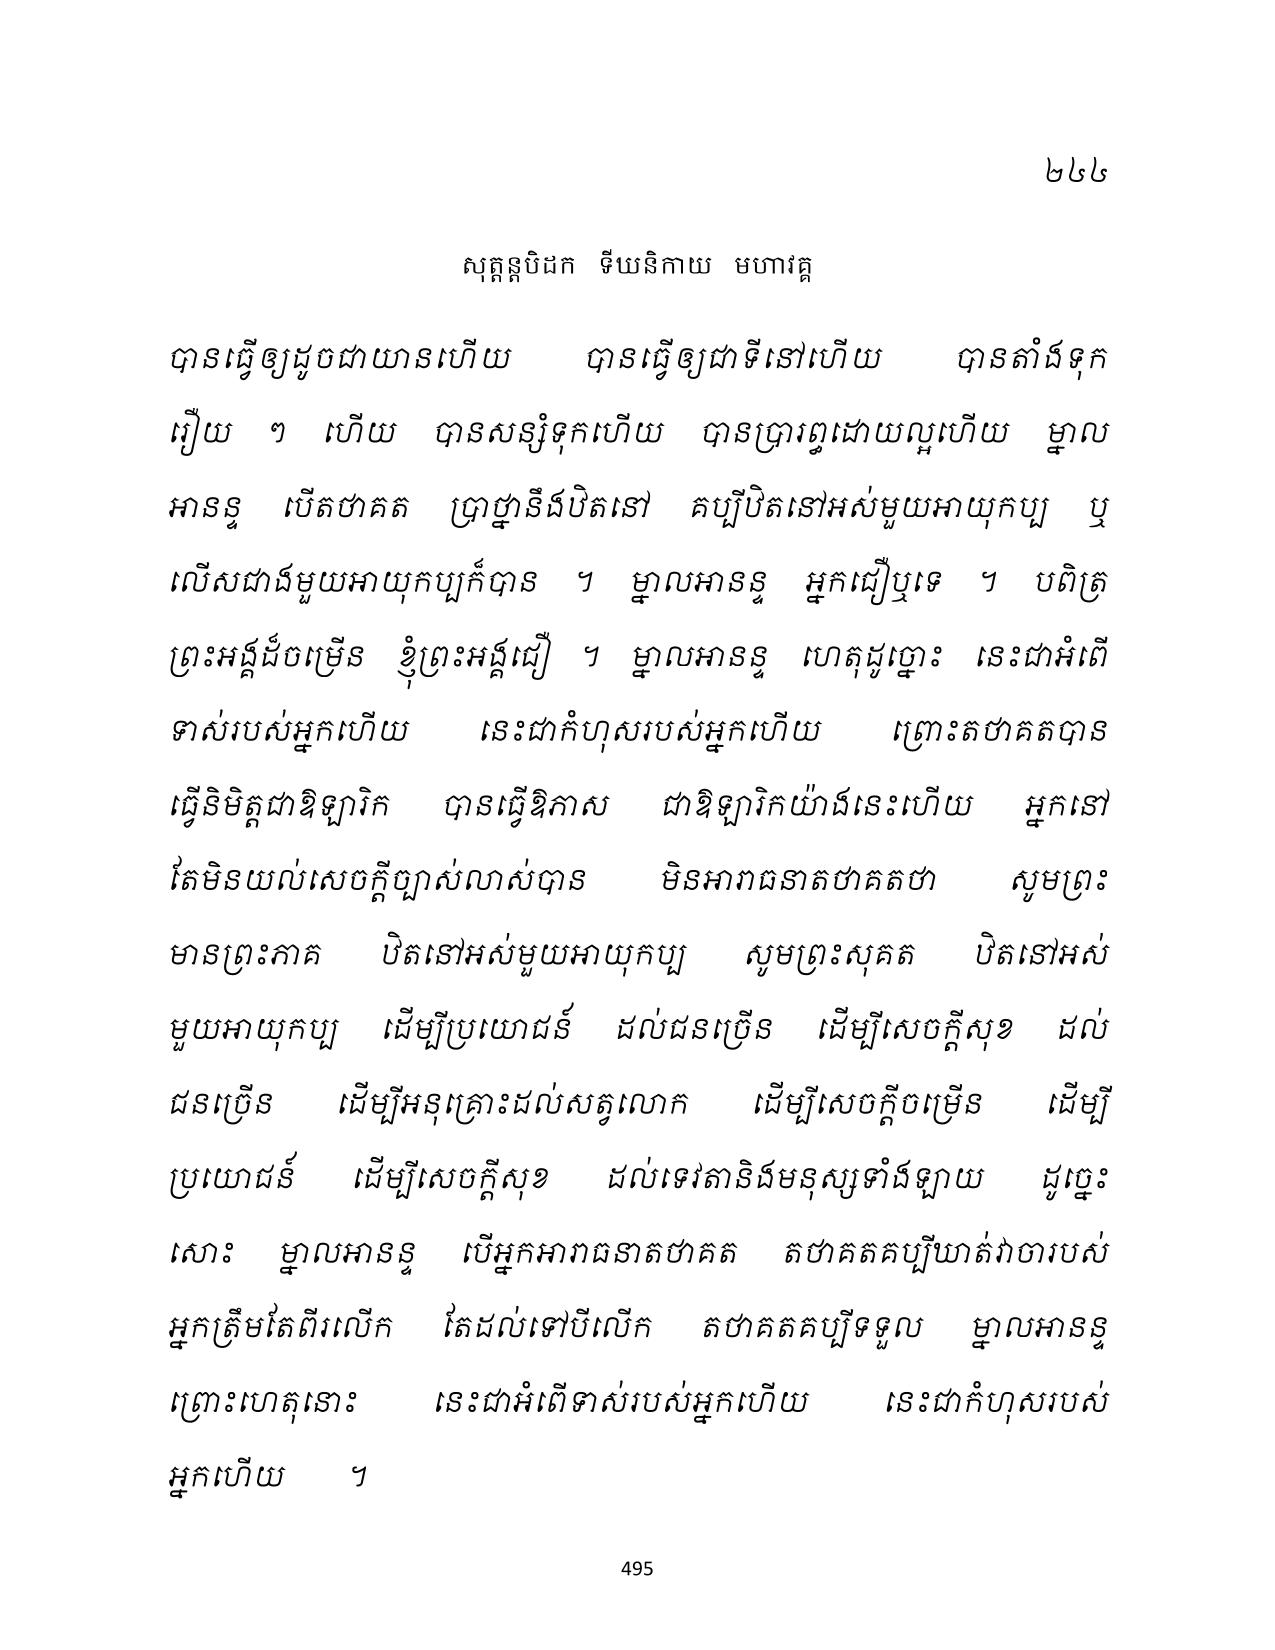 ២៤៤
សុត្តន្តបិដក ទីឃនិកាយ មហាវគ្គ
បានធ្វើឲ្យដូចជាយានហើយ បានធ្វើឲ្យជាទីនៅហើយ បានតាំងទុក
រឿយ ៗ ហើយ បានសន្សំទុកហើយ បានប្រារព្ធដោយល្អហើយ ម្នាល
អានន្ទ បើតថាគត ប្រាថ្នានឹងឋិតនៅ គប្បីឋិតនៅអស់មួយអាយុកប្ប ឬ
លើសជាងមួយអាយុកប្បក៏បាន ។ ម្នាលអានន្ទ អ្នកជឿឬទេ ។ បពិត្រ
ព្រះអង្គដ៏ចម្រើន ខ្ញុំព្រះអង្គជឿ ។ ម្នាលអានន្ទ ហេតុដូច្នោះ នេះជាអំពើ
ទាស់របស់អ្នកហើយ នេះជាកំហុសរបស់អ្នកហើយ ព្រោះតថាគតបាន
ធ្វើនិមិត្តជាឱឡារិក បានធ្វើឱភាស ជាឱឡារិកយ៉ាងនេះហើយ អ្នកនៅ
តែមិនយល់សេចក្តីច្បាស់លាស់បាន មិនអារាធនាតថាគតថា សូមព្រះ
មានព្រះភាគ ឋិតនៅអស់មួយអាយុកប្ប សូមព្រះសុគត ឋិតនៅអស់
មួយអាយុកប្ប ដើម្បីប្រយោជន៍ ដល់ជនច្រើន ដើម្បីសេចក្តីសុខ ដល់
ជនច្រើន ដើម្បីអនុគ្រោះដល់សត្វលោក ដើម្បីសេចក្តីចម្រើន ដើម្បី
ប្រយោជន៍ ដើម្បីសេចក្តីសុខ ដល់ទេវតានិងមនុស្សទាំងឡាយ ដូច្នេះ
សោះ ម្នាលអានន្ទ បើអ្នកអារាធនាតថាគត តថាគតគប្បីឃាត់វាចារបស់
អ្នកត្រឹមតែពីរលើក តែដល់ទៅបីលើក តថាគតគប្បីទទួល ម្នាលអានន្ទ
ព្រោះហេតុនោះ នេះជាអំពើទាស់របស់អ្នកហើយ នេះជាកំហុសរបស់
អ្នកហើយ ។
495